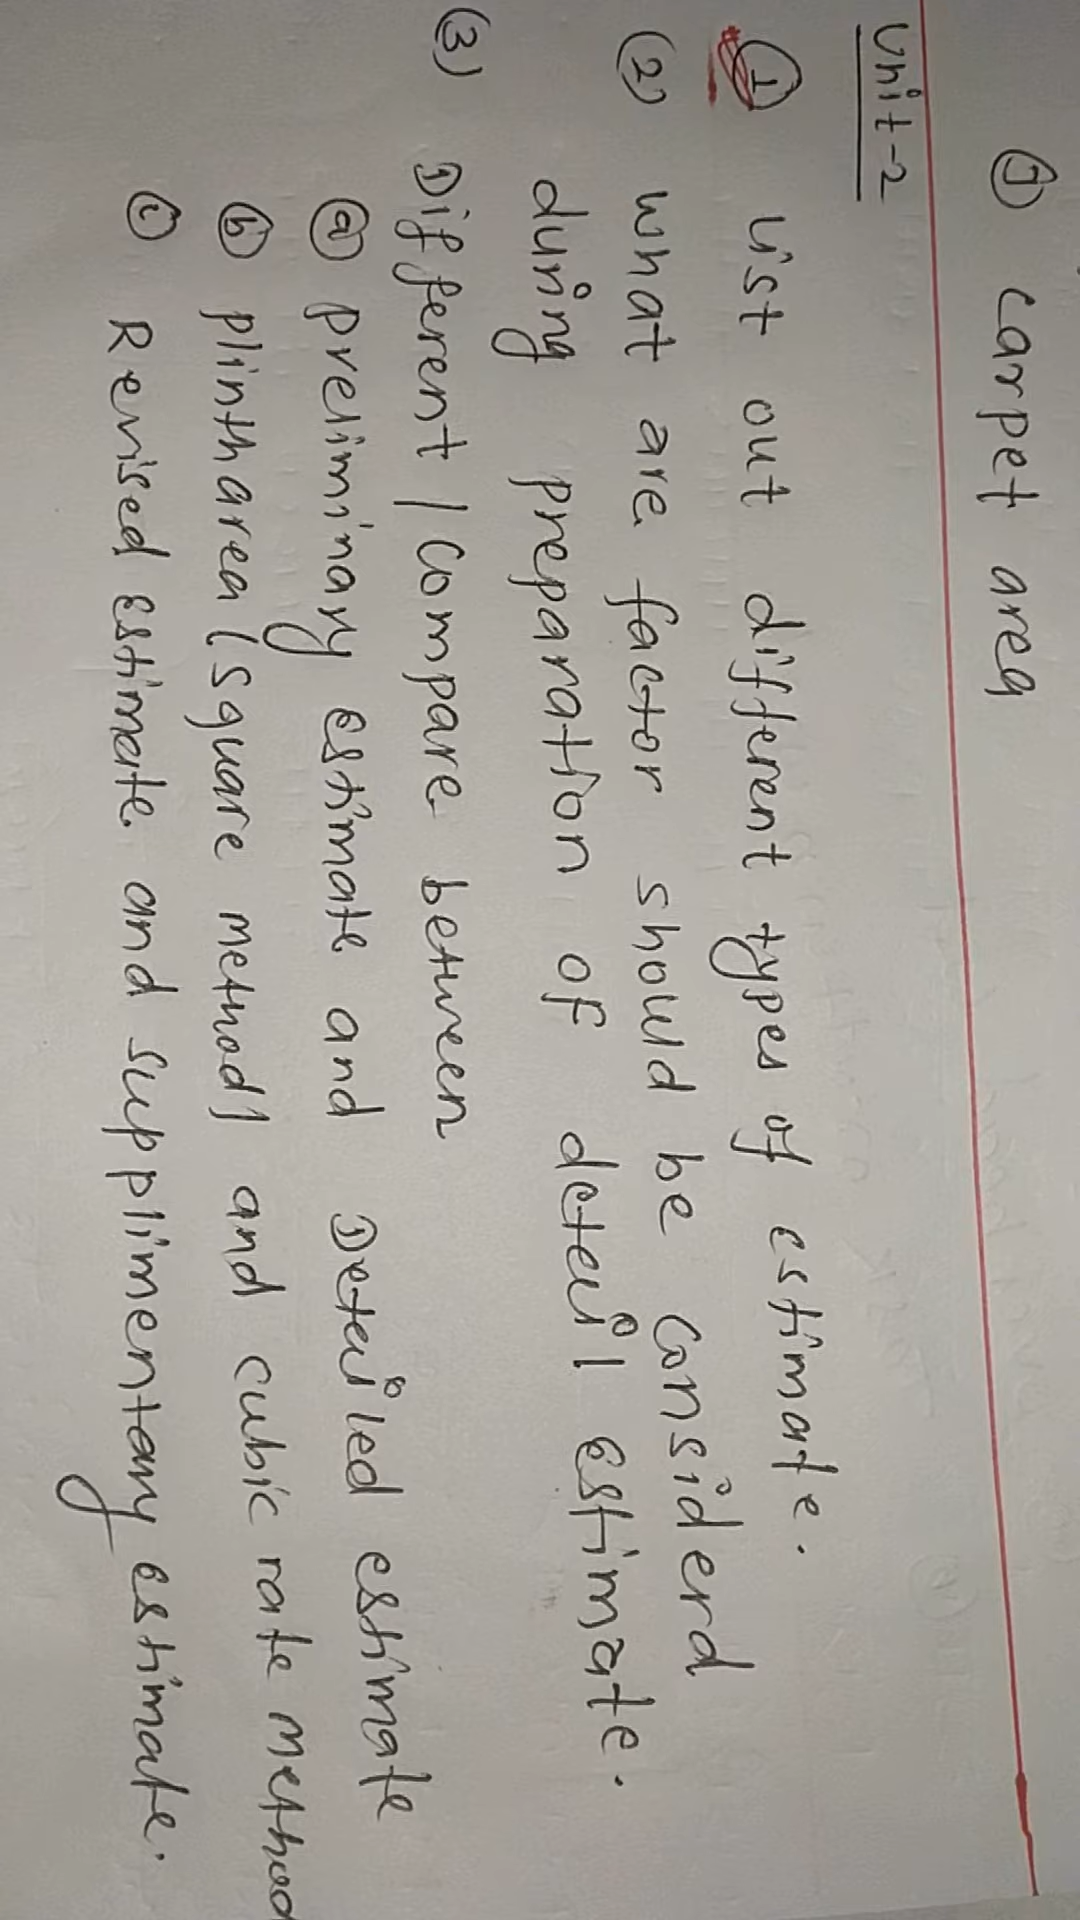 ⑦ carpet area
Unit-2
① List out different types of estimate.
(2) what are factor should be considerd
during preparation of detail estimate.
(3) Different / Compare between
ⓐ preliminary estimate and Detailed estimate
ⓑ plinth area (square method) and cubic rate method
ⓒ Revised estimate and supplimentary estimate.